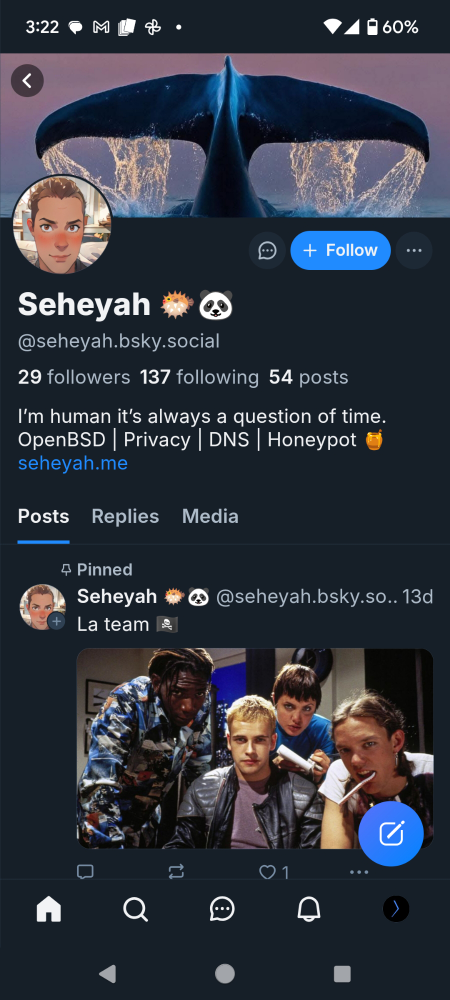 3:22 60%
+ Follow
Seheyah 🐡🐼
@seheyah.bsky.social
29 followers 137 following 54 posts
I'm human it's always a question of time.
OpenBSD | Privacy | DNS | Honeypot 🍯
seheyah.me
Posts Replies Media
Pinned
Seheyah 🐡🐼 @seheyah.bsky.so.. 13d
La team 🏴‍☠️
1